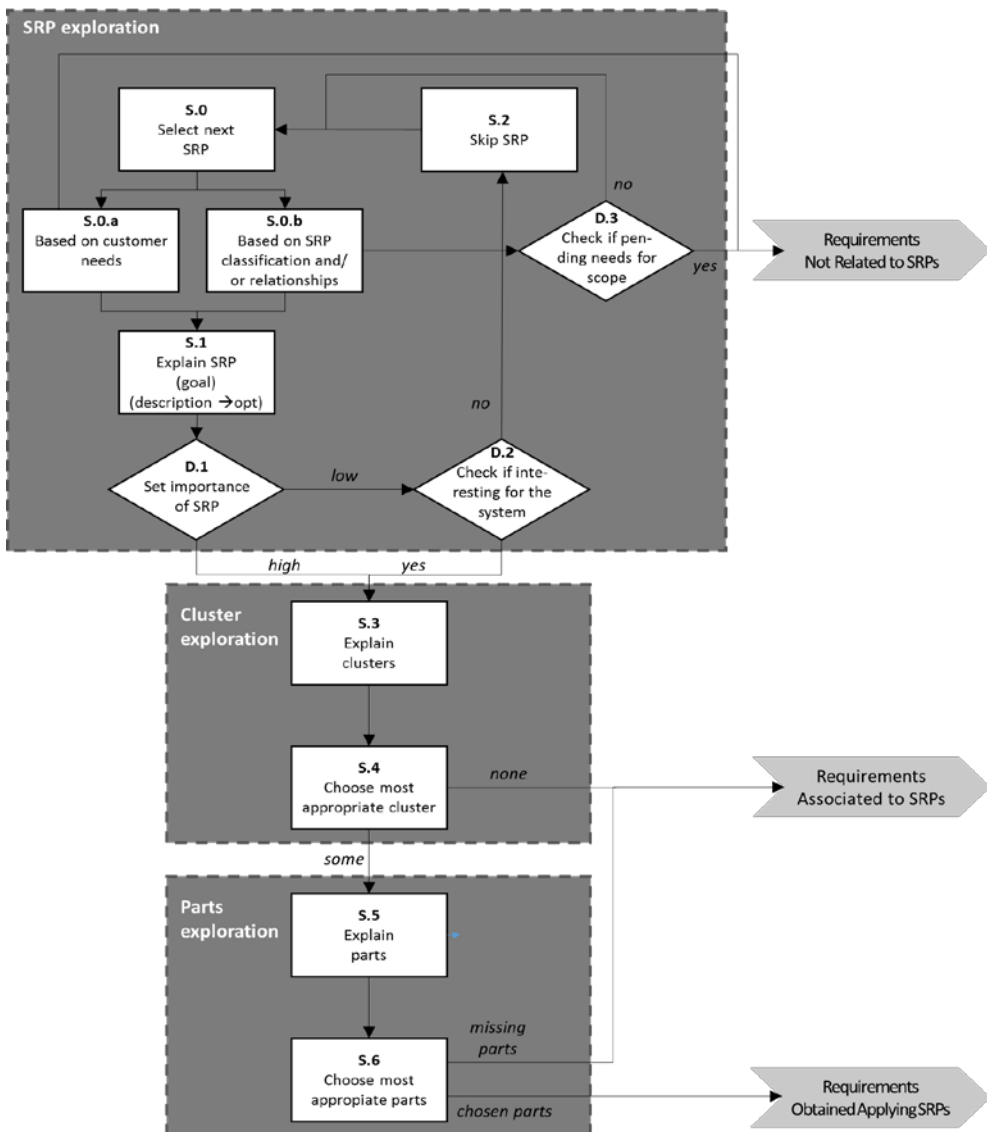 SRP exploration
S.0
Select next
SRP
S.2
Skip SRP
no
S.0.a
Based on customer
needs
S.0.b
Based on SRP
classification and/
or relationships
D.3
Check if pen-
ding needs for
scope
yes
Requirements
Not Related to SRPs
S.1
Explain SRP
(goal)
(description →opt)
no
D.1
Set importance
of SRP
low
D.2
Check if inte-
resting for the
system
high
yes
Cluster
exploration
S.3
Explain
clusters
S.4
Choose most
appropriate cluster
none
Requirements
Associated to SRPs
some
Parts
exploration
S.5
Explain
parts
missing
parts
S.6
Choose most
appropiate parts
chosen parts
Requirements
Obtained Applying SRPs